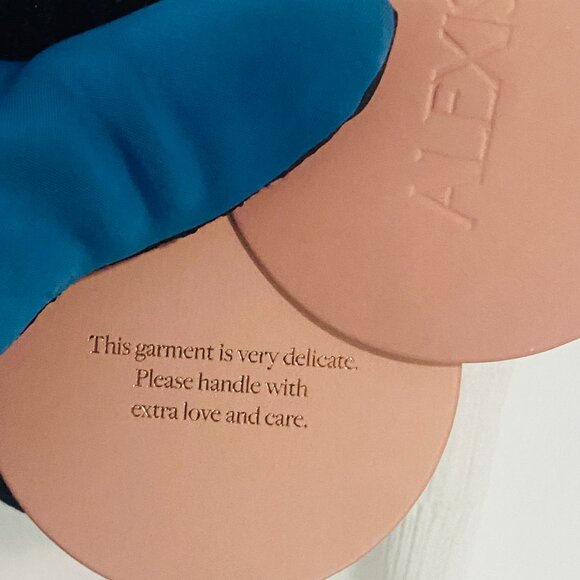 ALEXIS
This garment is very delicate.
Please handle with
extra love and care.